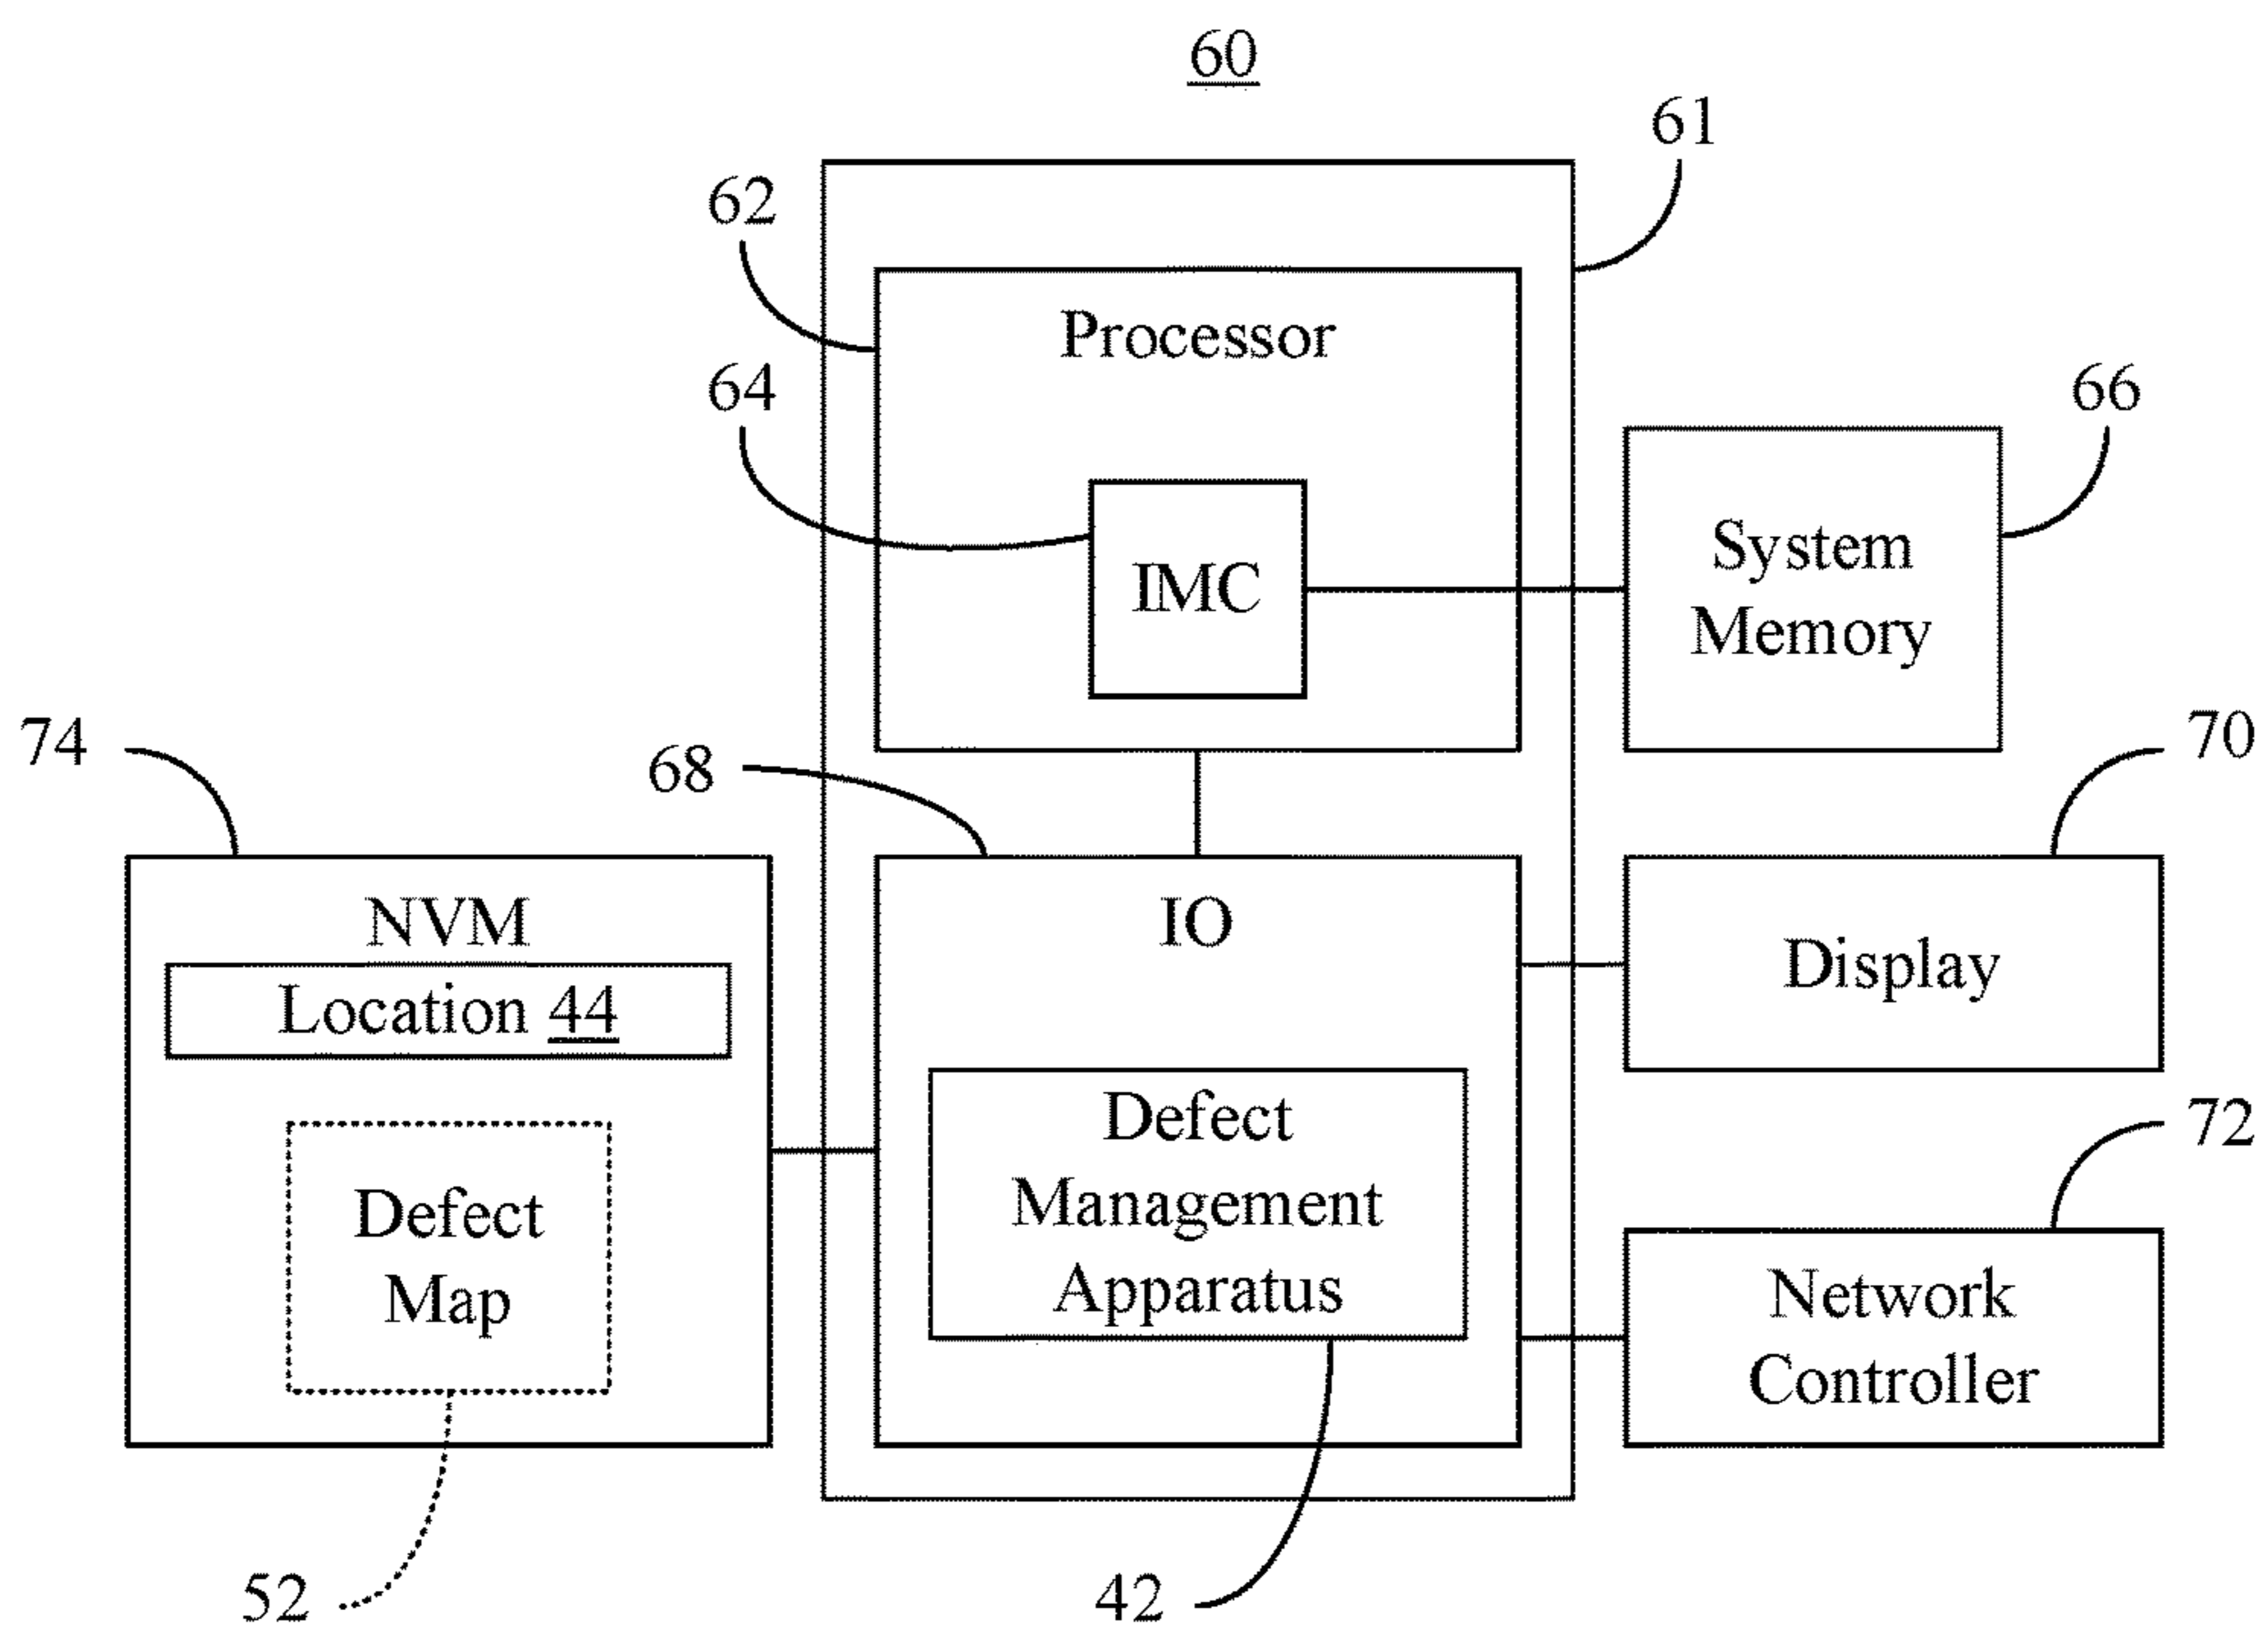 60
61
62
Processor
64
66
IMC
System
Memory
74
68
70
NVM
IO
Location 44
Display
Defect
Management
Apparatus
72
Defect
Map
Network
Controller
52
42